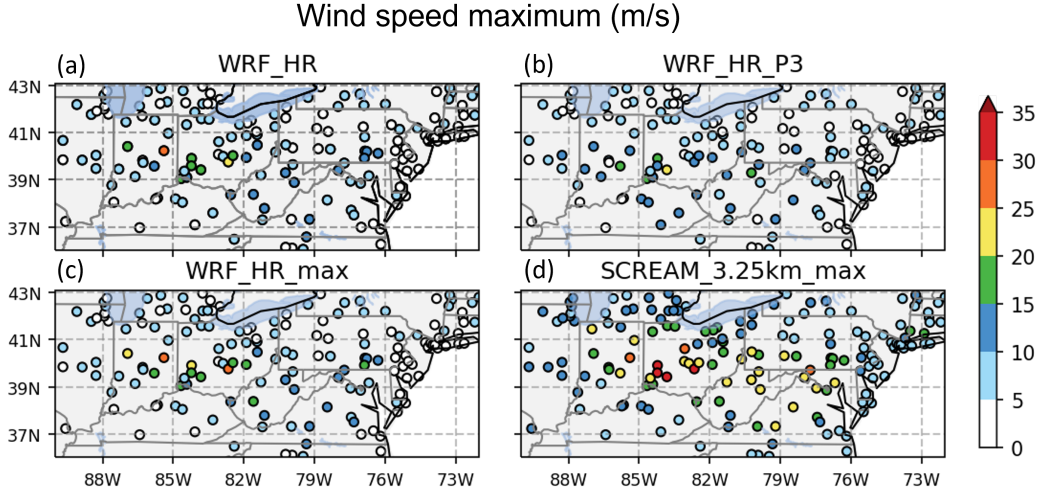 Wind speed maximum (m/s)
(a) WRF_HR
(b) WRF_HR_P3
43N
41N
39N
37N
(c) WRF_HR_max
(d) SCREAM_3.25km_max
43N
41N
39N
37N
88W 85W 82W 79W 76W 73W
88W 85W 82W 79W 76W 73W
35
30
25
20
15
10
5
0